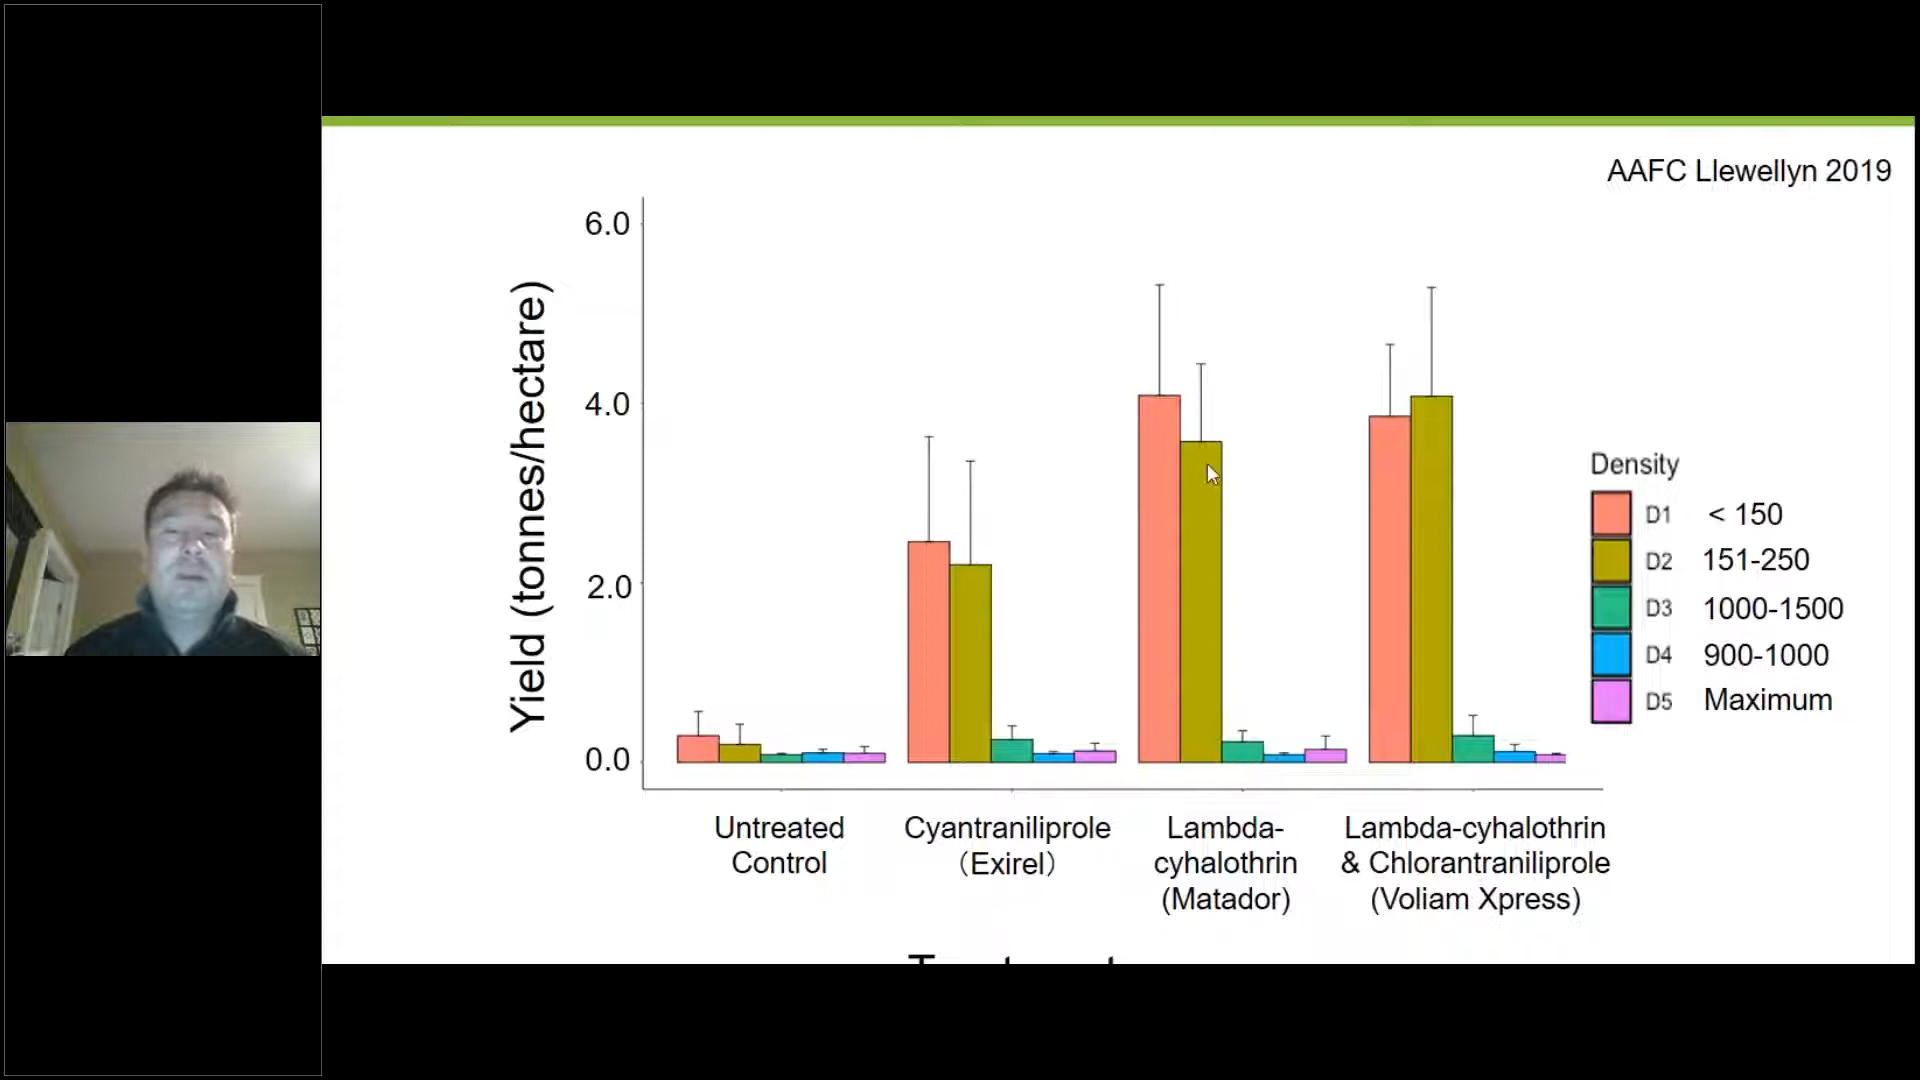 AAFC Llewellyn 2019
Yield (tonnes/hectare)
6.0
4.0
2.0
0.0
Untreated
Control
Cyantraniliprole
(Exirel)
Lambda-
cyhalothrin
(Matador)
Lambda-cyhalothrin
& Chlorantraniliprole
(Voliam Xpress)
Density
D1 < 150
D2 151-250
D3 1000-1500
D4 900-1000
D5 Maximum